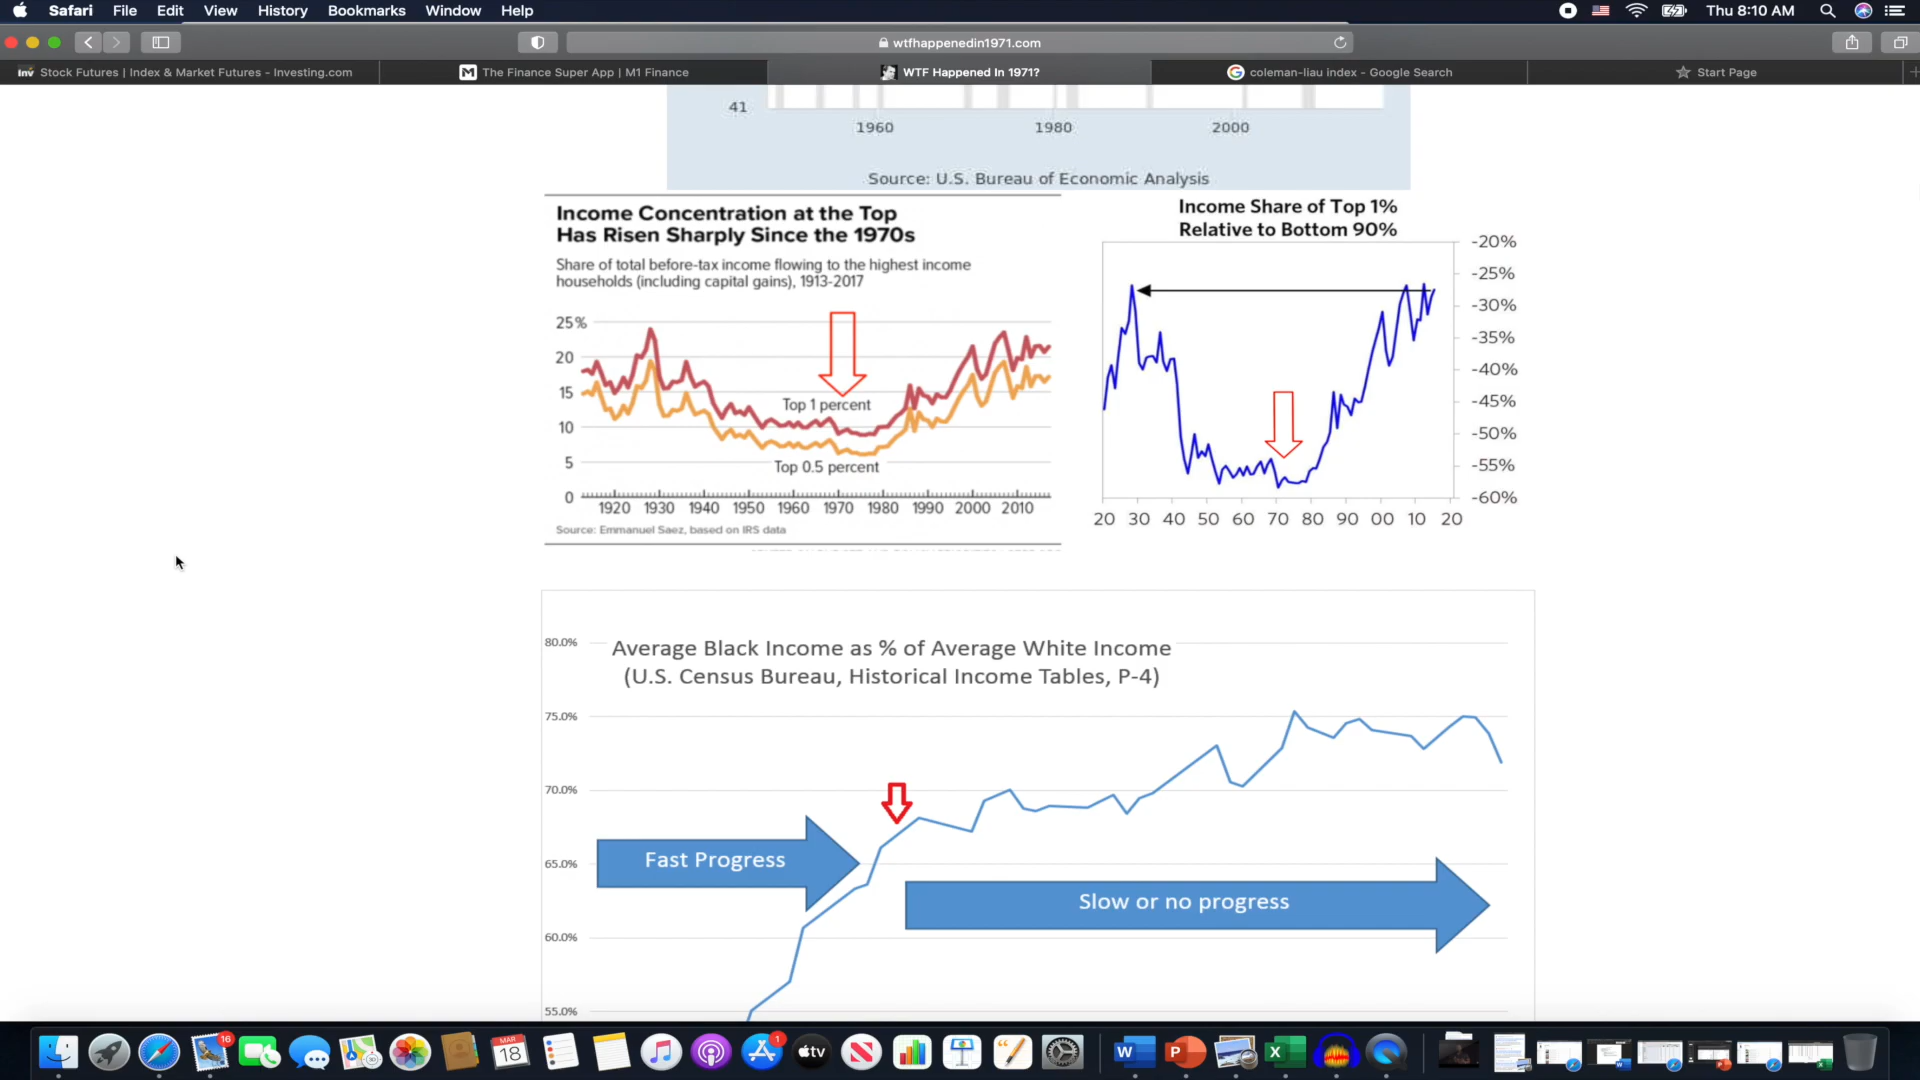 Safari File Edit View History Bookmarks Window Help
Thu 8:10 AM
wtfhappenedin1971.com
Inv Stock Futures | Index & Market Futures - Investing.com
M The Finance Super App | M1 Finance
WTF Happened In 1971?
G coleman-liau index - Google Search
Start Page
41
1960 1980 2000
Source: U.S. Bureau of Economic Analysis
Income Concentration at the Top
Has Risen Sharply Since the 1970s
Share of total before-tax income flowing to the highest income
households (including capital gains), 1913-2017
25%
20
15
Top 1 percent
10
5
Top 0.5 percent
0
1920 1930 1940 1950 1960 1970 1980 1990 2000 2010
Source: Emmanuel Saez, based on IRS data
Income Share of Top 1%
Relative to Bottom 90%
-20%
-25%
-30%
-35%
-40%
-45%
-50%
-55%
-60%
20 30 40 50 60 70 80 90 00 10 20
80.0%
Average Black Income as % of Average White Income
(U.S. Census Bureau, Historical Income Tables, P-4)
75.0%
70.0%
65.0%
Fast Progress
Slow or no progress
60.0%
55.0%
16
MAR
18
1
tv
W
P
X